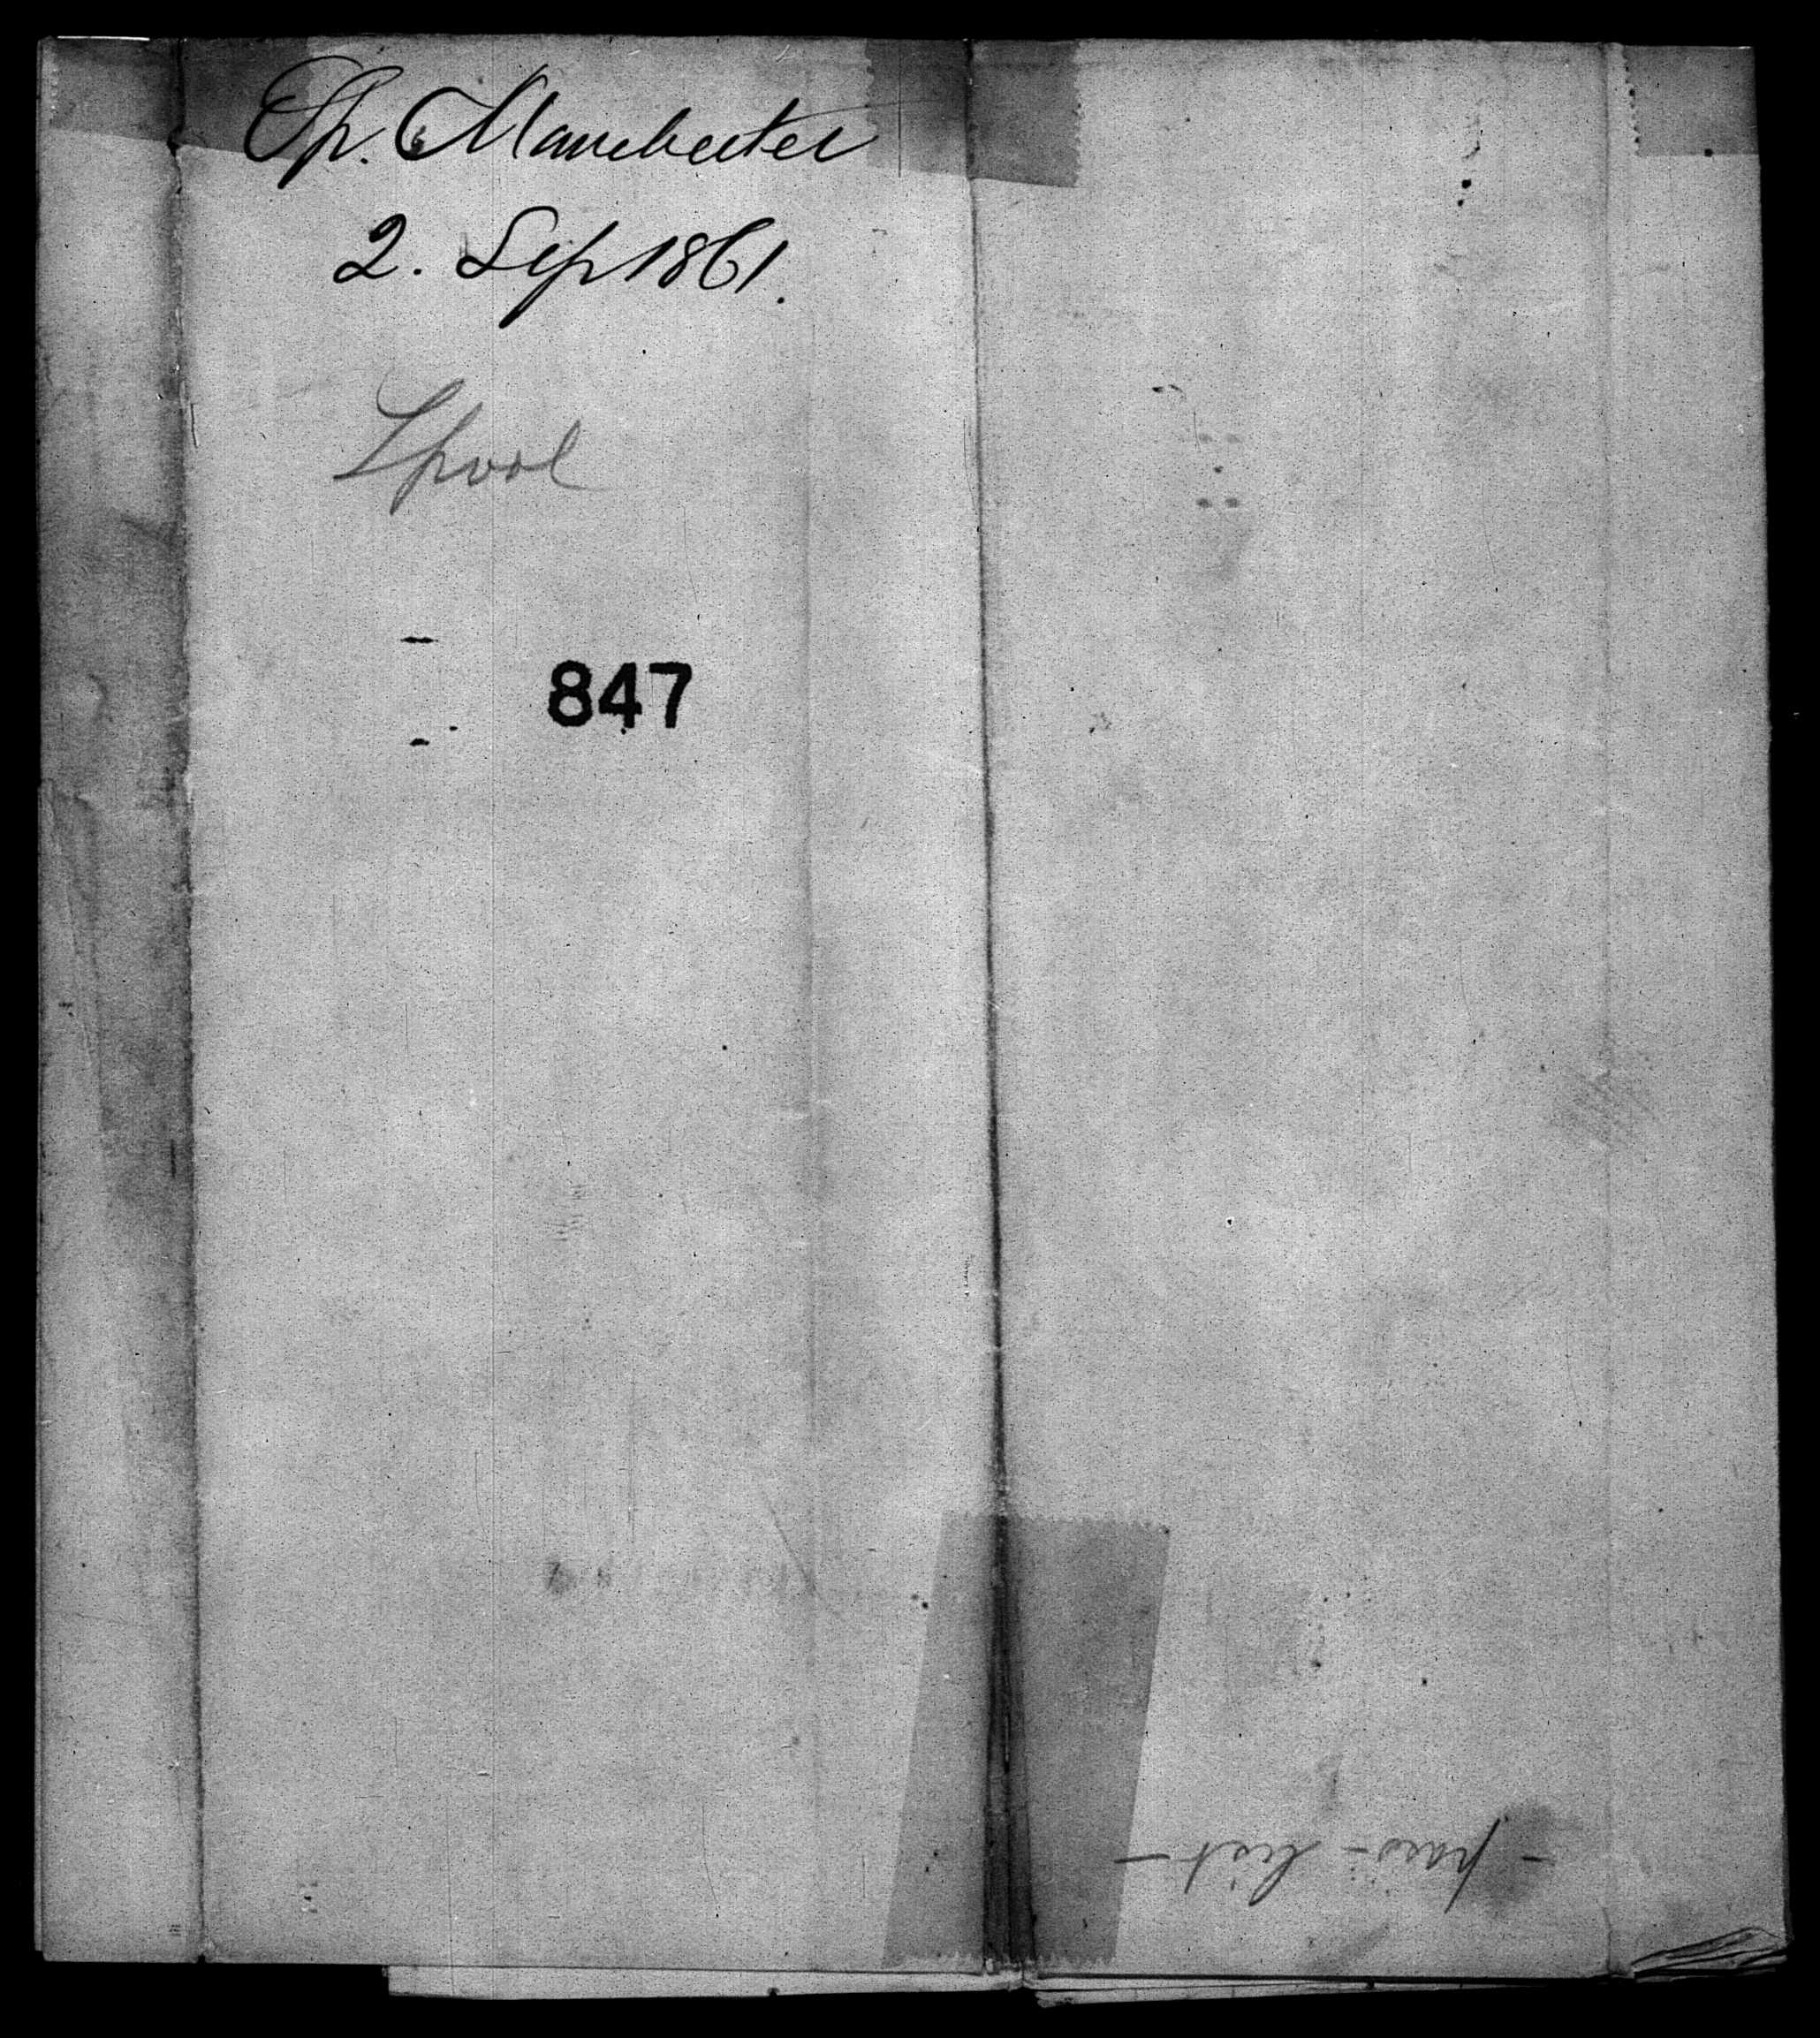 Sp. Manchester
2. Sep 1861.
Lpool
847
- pass - list -